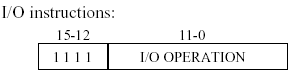 I/O instructions:
15-12 11-0
1 1 1 1 I/O OPERATION